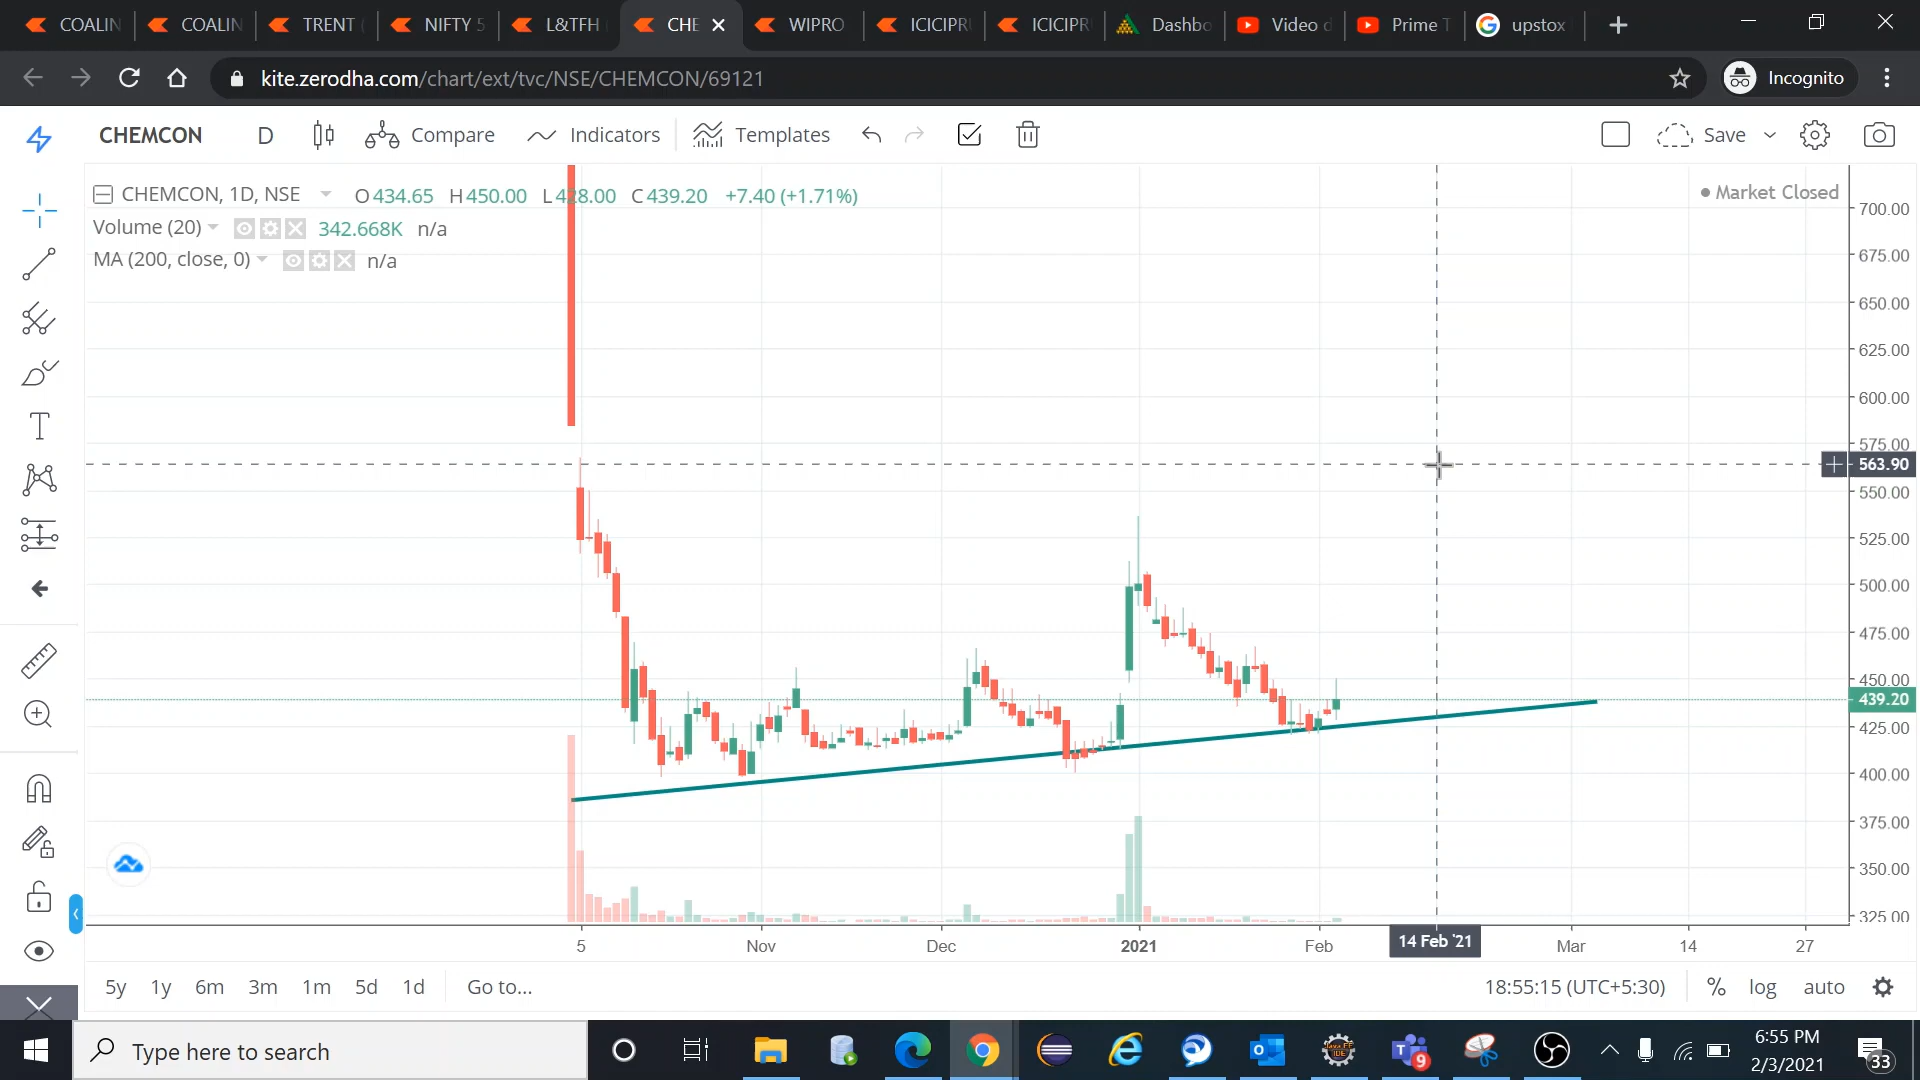 COALIN
COALIN
TRENT (
NIFTY 5
L&TFH
CHE
WIPRO
ICICIPRU
ICICIPR
Dashbo
Video d
Prime T
upstox
kite.zerodha.com/chart/ext/tvc/NSE/CHEMCON/69121
Incognito
CHEMCON D Compare Indicators Templates Save
CHEMCON, 1D, NSE O434.65 H450.00 L428.00 C439.20 +7.40 (+1.71%)
Market Closed
Volume (20) 342.668K n/a
MA (200, close, 0) n/a
700.00
675.00
650.00
625.00
600.00
575.00
563.90
550.00
525.00
500.00
475.00
450.00
439.20
425.00
400.00
375.00
350.00
325.00
5 Nov Dec 2021 Feb 14 Feb '21 Mar 14 27
5y 1y 6m 3m 1m 5d 1d Go to... 18:55:15 (UTC+5:30) % log auto
Type here to search
9
6:55 PM
2/3/2021
33